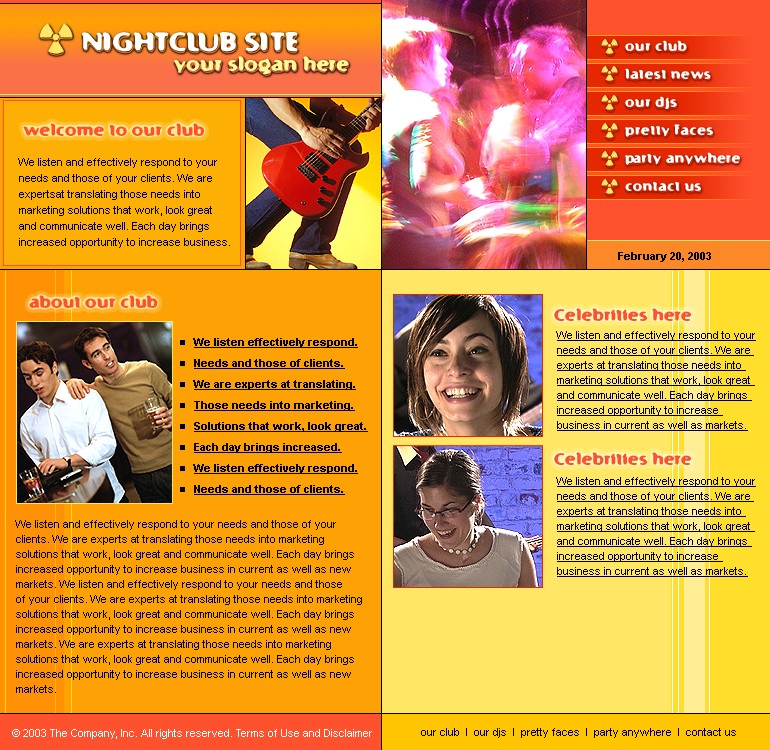 NIGHTCLUB SITE
your slogan here
our club
latest news
our djs
pretty faces
party anywhere
contact us
February 20, 2003
welcome to our club
We listen and effectively respond to your
needs and those of your clients. We are
expertsat translating those needs into
marketing solutions that work, look great
and communicate well. Each day brings
increased opportunity to increase business.
about our club
We listen effectively respond.
Needs and those of clients.
We are experts at translating.
Those needs into marketing.
Solutions that work, look great.
Each day brings increased.
We listen effectively respond.
Needs and those of clients.
We listen and effectively respond to your needs and those of your
clients. We are experts at translating those needs into marketing
solutions that work, look great and communicate well. Each day brings
increased opportunity to increase business in current as well as new
markets. We listen and effectively respond to your needs and those
of your clients. We are experts at translating those needs into marketing
solutions that work, look great and communicate well. Each day brings
increased opportunity to increase business in current as well as new
markets. We are experts at translating those needs into marketing
solutions that work, look great and communicate well. Each day brings
increased opportunity to increase business in current as well as new
markets.
Celebrities here
We listen and effectively respond to your
needs and those of your clients. We are
experts at translating those needs into
marketing solutions that work, look great
and communicate well. Each day brings
increased opportunity to increase
business in current as well as markets.
Celebrities here
We listen and effectively respond to your
needs and those of your clients. We are
experts at translating those needs into
marketing solutions that work, look great
and communicate well. Each day brings
increased opportunity to increase
business in current as well as markets.
© 2003 The Company, Inc. All rights reserved. Terms of Use and Disclaimer
our club | our djs | pretty faces | party anywhere | contact us